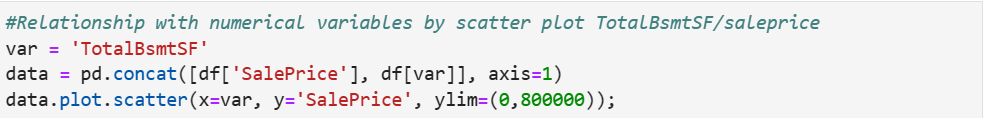 #Relationship with numerical variables by scatter plot TotalBsmtSF/saleprice
var = 'TotalBsmtSF'
data = pd.concat([df['SalePrice'], df[var]], axis=1)
data.plot.scatter(x=var, y='SalePrice', ylim=(0,800000));